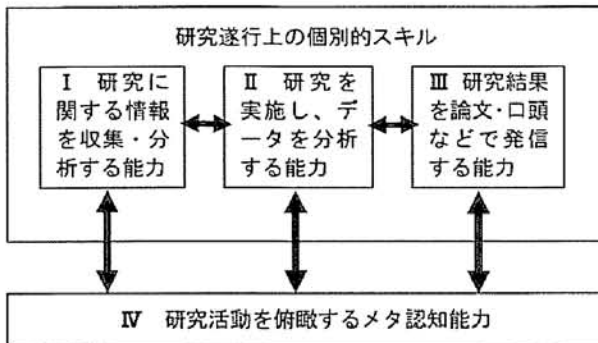 研究遂行上の個別的スキル
Ⅰ 研究に
関する情報
を収集・分
析する能力
Ⅱ 研究を
実施し、デ
ータを分析
する能力
Ⅲ 研究結果
を論文・口頭
などで発信
する能力
Ⅳ 研究活動を俯瞰するメタ認知能力